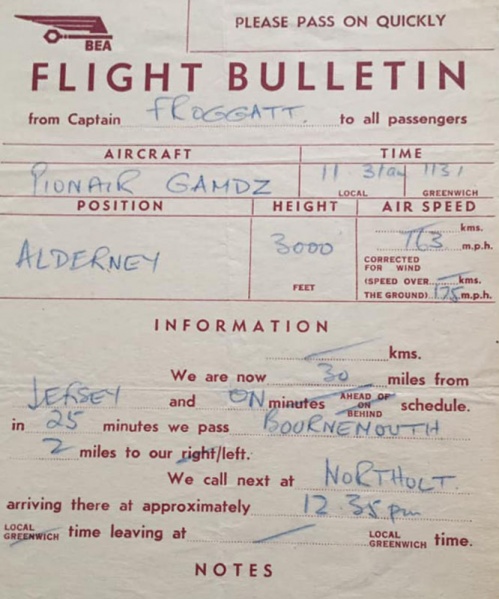 PLEASE PASS ON QUICKLY
BEA
FLIGHT BULLETIN
from Captain FROGGATT. to all passengers
AIRCRAFT TIME
PIONAIR GAMDZ 11.31am 1131
LOCAL GREENWICH
POSITION HEIGHT AIR SPEED
ALDERNEY 3000 FEET
kms.
163 m.p.h.
CORRECTED
FOR WIND
(SPEED OVER kms.
THE GROUND) 175 m.p.h.
INFORMATION
kms.
We are now 30 miles from
JERSEY and ON minutes AHEAD OF ON BEHIND schedule.
in 25 minutes we pass BOURNEMOUTH
2 miles to our right/left.
We call next at NORTHOLT.
arriving there at approximately 12.35pm
LOCAL GREENWICH time leaving at LOCAL GREENWICH time.
NOTES